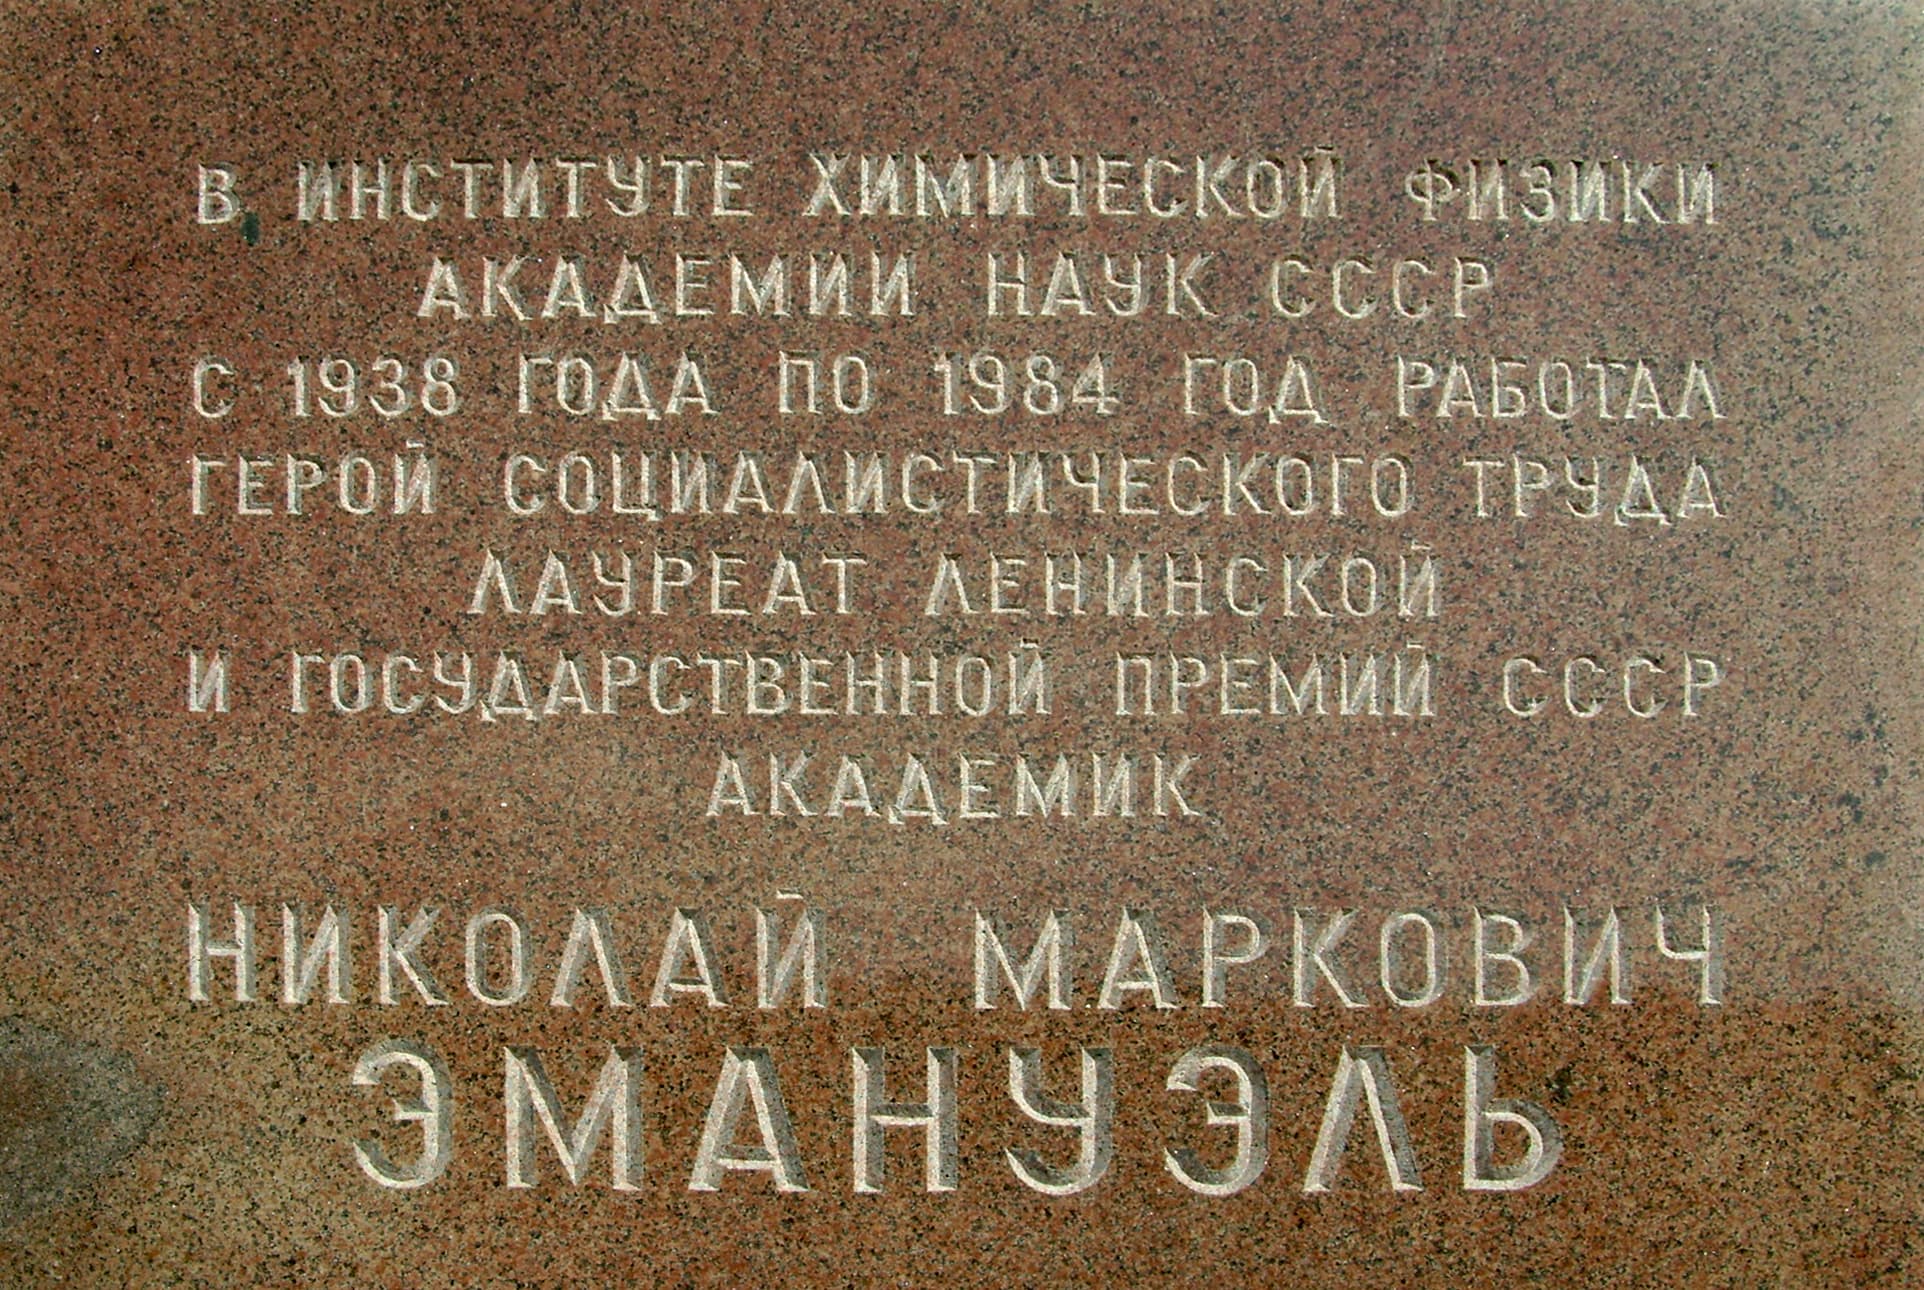 В ИНСТИТУТЕ ХИМИЧЕСКОЙ ФИЗИКИ
АКАДЕМИИ НАУК СССР
С 1938 ГОДА ПО 1984 ГОД РАБОТАЛ
ГЕРОЙ СОЦИАЛИСТИЧЕСКОГО ТРУДА
ЛАУРЕАТ ЛЕНИНСКОЙ
И ГОСУДАРСТВЕННОЙ ПРЕМИЙ СССР
АКАДЕМИК
НИКОЛАЙ МАРКОВИЧ
ЭМАНУЭЛЬ